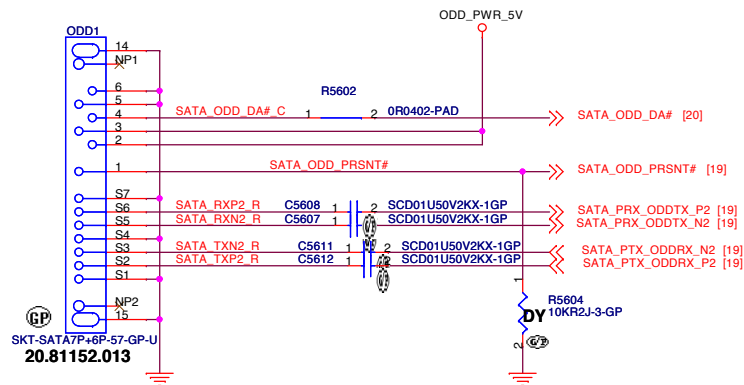 ODD1
ODD_PWR_5V
14
NP1
6
5
R5602
SATA_ODD_DA#_C 4 1 2 0R0402-PAD SATA_ODD_DA# [20]
3
2
1 SATA_ODD_PRSNT# SATA_ODD_PRSNT# [19]
S7
S6 SATA_RXP2_R C5608 1 2 SCD01U50V2KX-1GP SATA_PRX_ODDTX_P2 [19]
S5 SATA_RXN2_R C5607 1 2 SCD01U50V2KX-1GP SATA_PRX_ODDTX_N2 [19]
S4
S3 SATA_TXN2_R C5611 1 2 SCD01U50V2KX-1GP SATA_PTX_ODDRX_N2 [19]
S2 SATA_TXP2_R C5612 1 2 SCD01U50V2KX-1GP SATA_PTX_ODDRX_P2 [19]
S1
1
NP2
R5604
GP 15 DY 10KR2J-3-GP
2 GP
SKT-SATA7P+6P-57-GP-U
20.81152.013